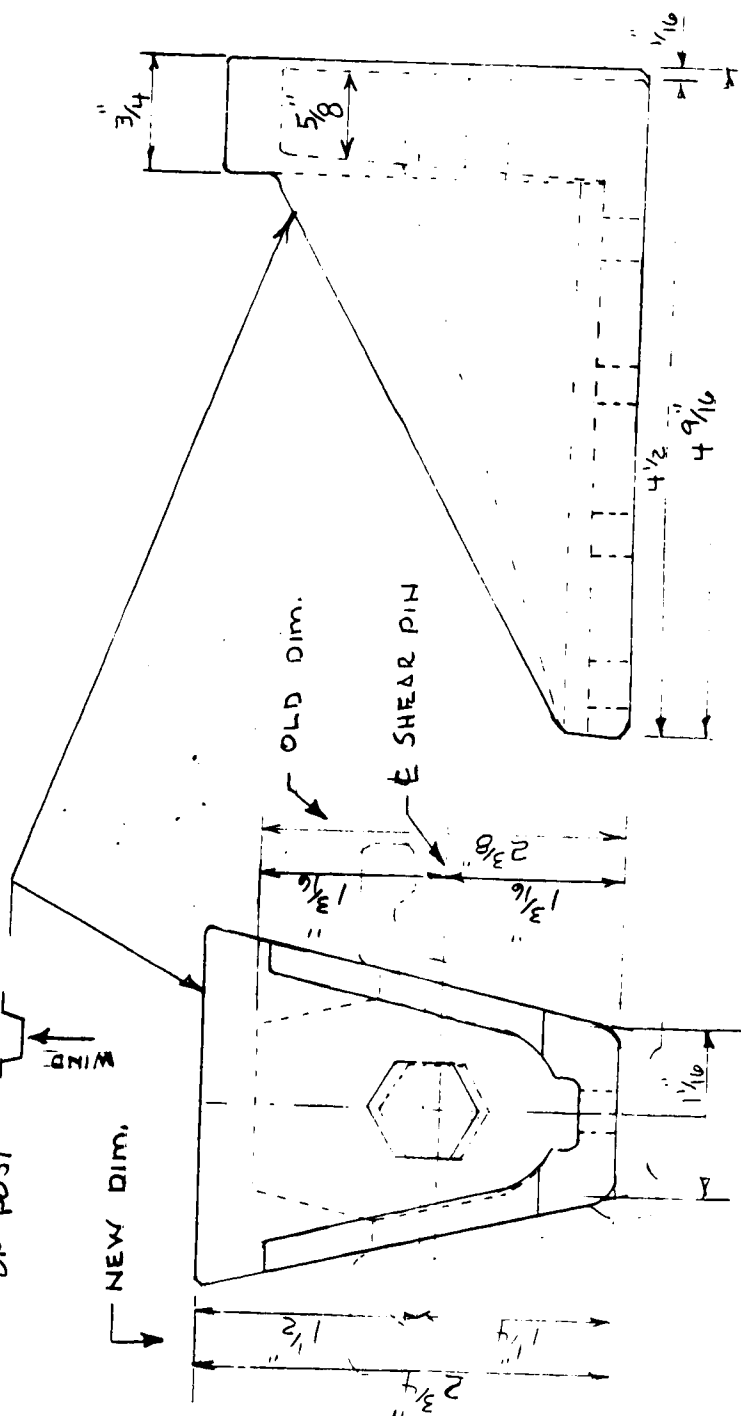 3/4"
5/8"
1/16"
4 1/2
4 9/16"
OLD DIM.
℄ SHEAR PIN
2 3/8"
1 3/16"
1 3/16"
WIND
POST
NEW DIM.
1 1/2"
1 1/4"
2 3/4"
1 1/16"